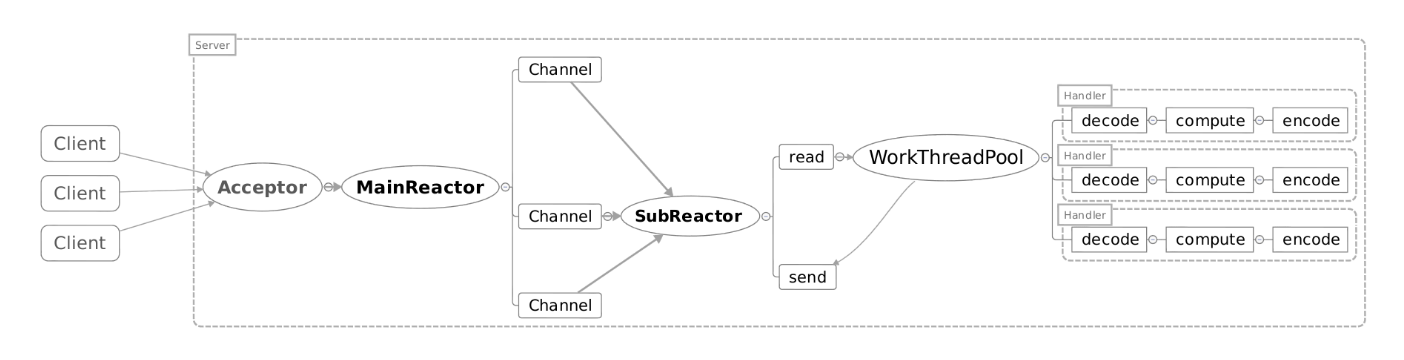 Server
Client
Client
Client
Acceptor
MainReactor
Channel
Channel
Channel
SubReactor
read
send
WorkThreadPool
Handler
decode compute encode
Handler
decode compute encode
Handler
decode compute encode